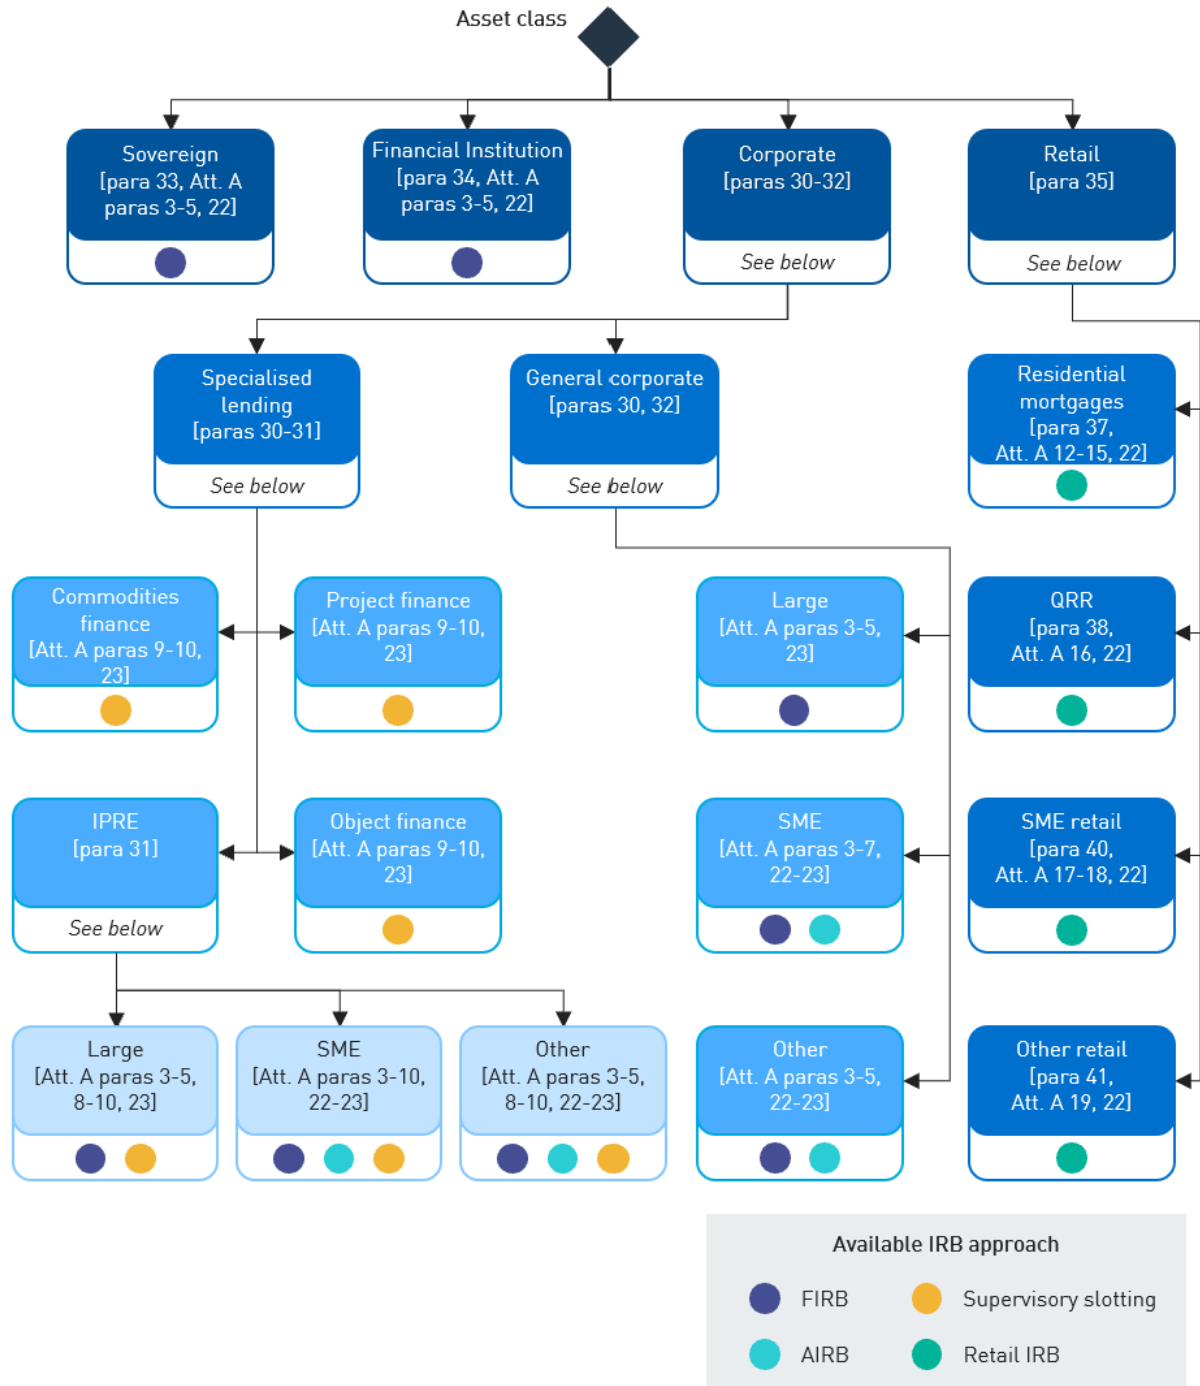 Asset class
Sovereign
[para 33, Att. A
paras 3-5, 22]
Financial Institution
[para 34, Att. A
paras 3-5, 22]
Corporate
[paras 30-32]
See below
Retail
[para 35]
See below
Specialised
lending
[paras 30-31]
See below
General corporate
[paras 30, 32]
See below
Residential
mortgages
[para 37,
Att. A 12-15, 22]
Commodities
finance
[Att. A paras 9-10,
23]
Project finance
[Att. A paras 9-10,
23]
Large
[Att. A paras 3-5,
23]
QRR
[para 38,
Att. A 16, 22]
IPRE
[para 31]
See below
Object finance
[Att. A paras 9-10,
23]
SME
[Att. A paras 3-7,
22-23]
SME retail
[para 40,
Att. A 17-18, 22]
Large
[Att. A paras 3-5,
8-10, 23]
SME
[Att. A paras 3-10,
22-23]
Other
[Att. A paras 3-5,
8-10, 22-23]
Other
[Att. A paras 3-5,
22-23]
Other retail
[para 41,
Att. A 19, 22]
Available IRB approach
FIRB
Supervisory slotting
AIRB
Retail IRB